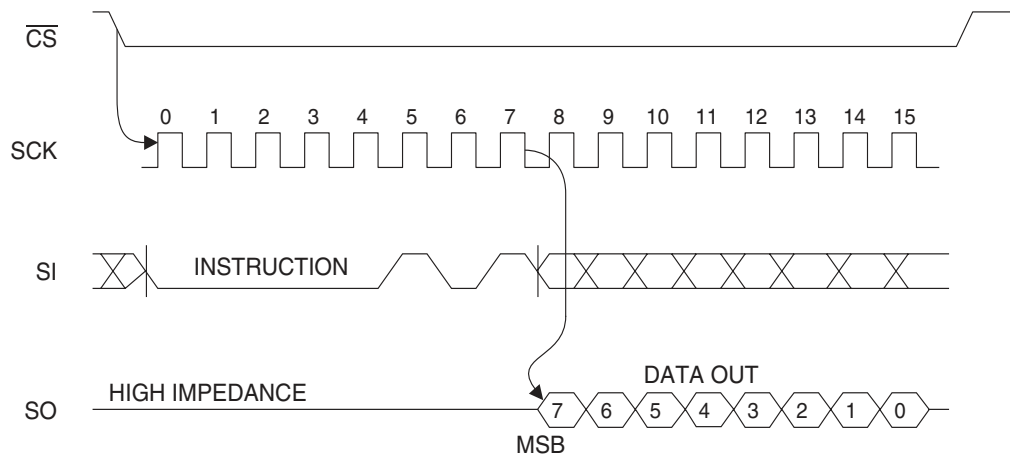 CS
0 1 2 3 4 5 6 7 8 9 10 11 12 13 14 15
SCK
SI
INSTRUCTION
HIGH IMPEDANCE
DATA OUT
SO
7 6 5 4 3 2 1 0
MSB